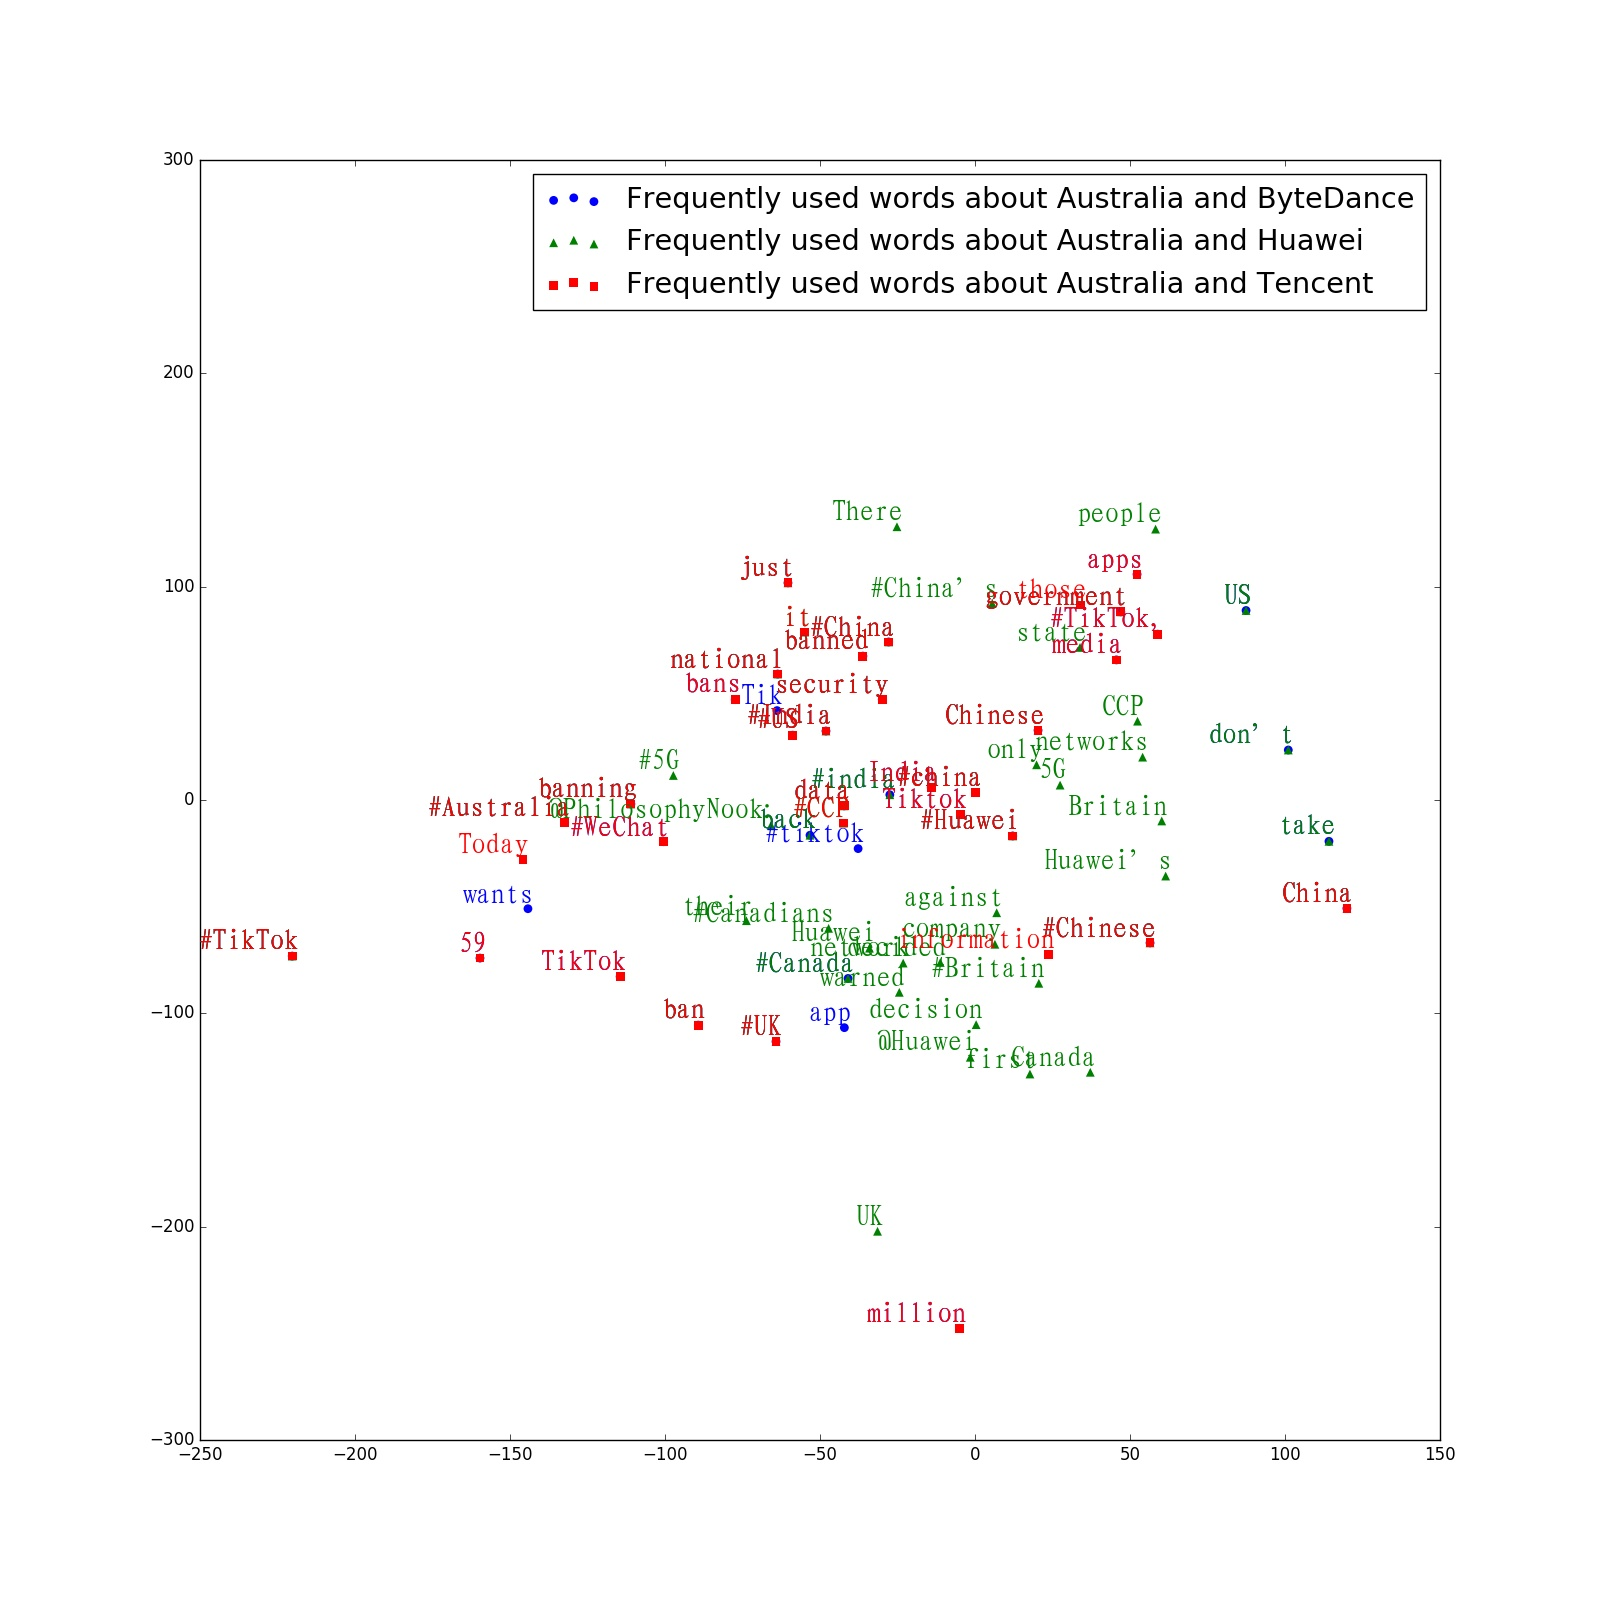 300
Frequently used words about Australia and ByteDance
Frequently used words about Australia and Huawei
Frequently used words about Australia and Tencent
200
There
people
apps
just
100
#China’ s
those
US
government
it
#TikTok,
#China
state
banned
media
national
bans
security
Tik
CCP
#India
#US
Chinese
don’ t
networks
only
#5G
5G
India
#china
#india
banning
data
Tiktok
0
#Australia
@PhilosophyNooki
#CCP
Britain
back
#Huawei
#WeChat
#tiktok
take
Today
Huawei’ s
wants
against
China
their
#Canadians
Huawei
company
#Chinese
#TikTok
59
information
network
TikTok
#Canada
#Britain
warned
−100
ban
app
decision
#UK
@Huawei
first
Canada
−200
UK
million
−300
−250 −200 −150 −100 −50 0 50 100 150